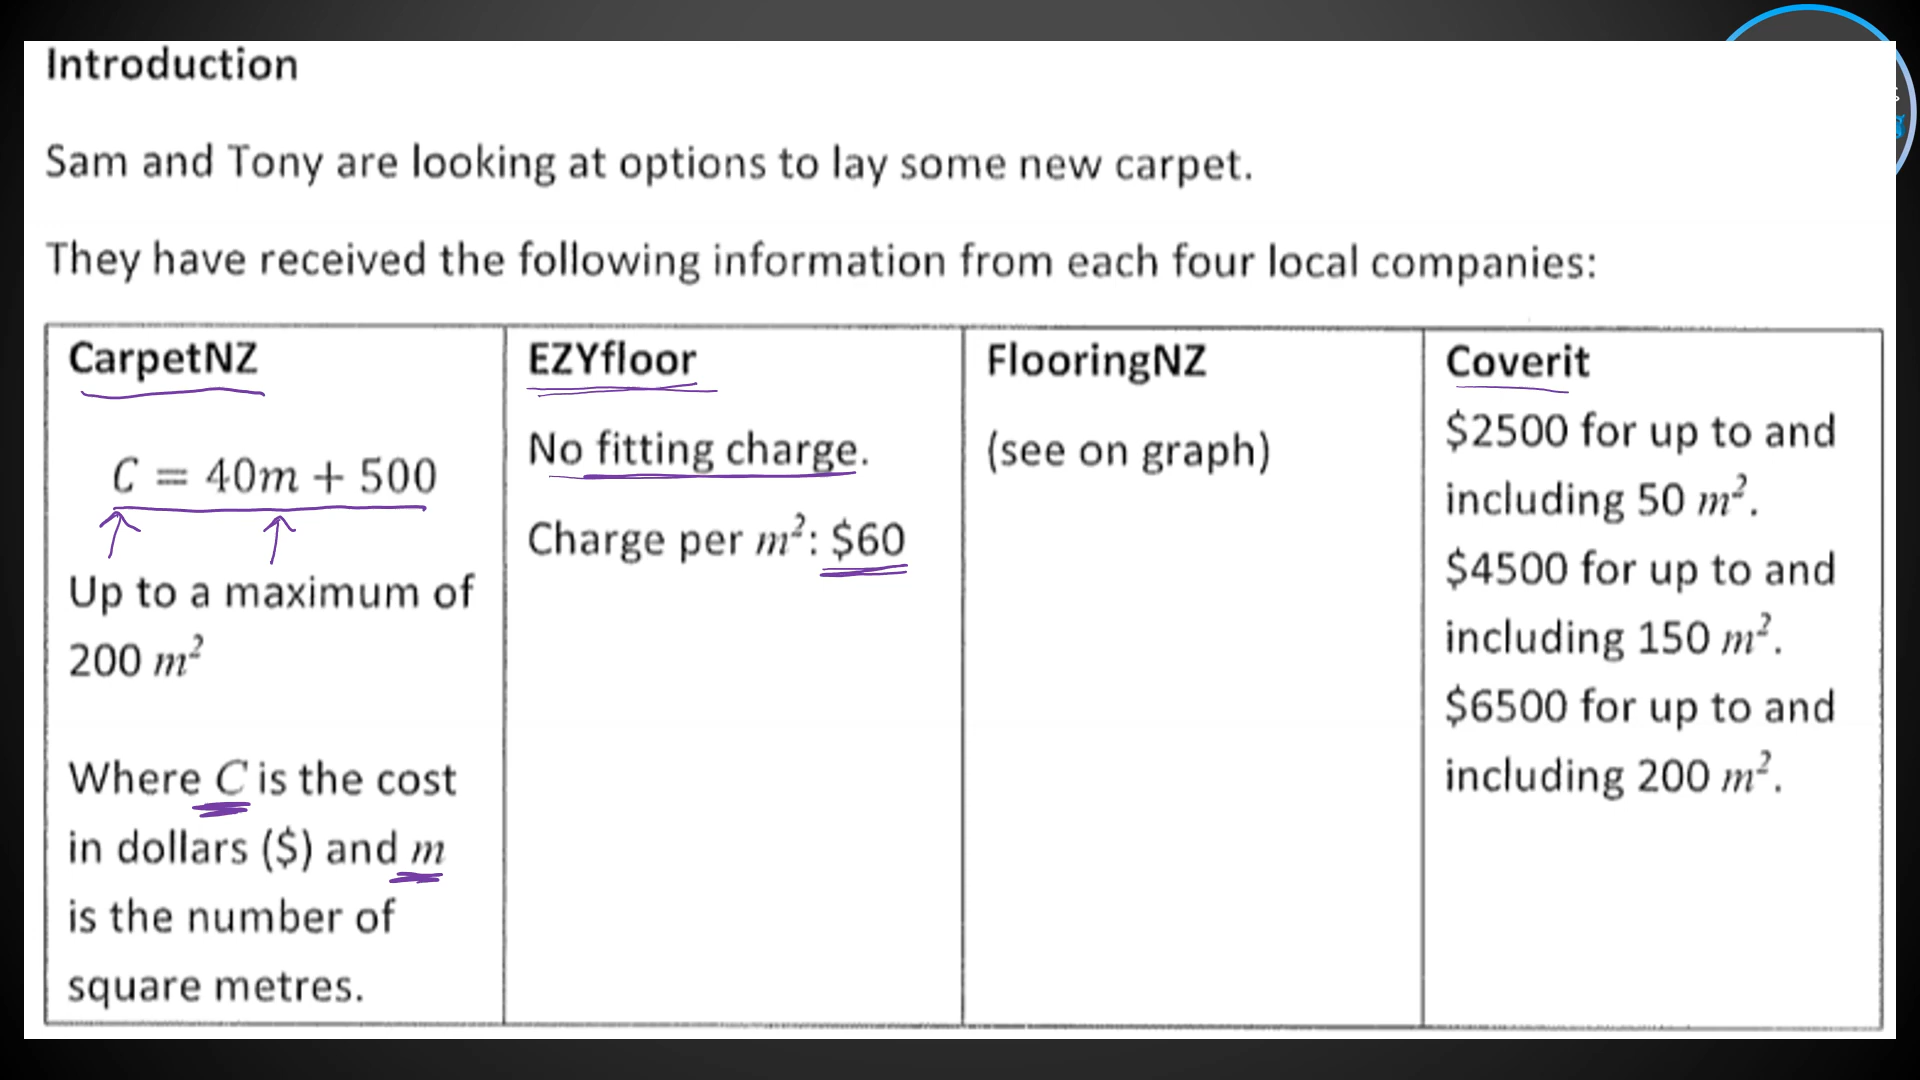 Introduction
Sam and Tony are looking at options to lay some new carpet.
They have received the following information from each four local companies:
CarpetNZ
C = 40m + 500
Up to a maximum of
200 m²
Where C is the cost
in dollars ($) and m
is the number of
square metres.
EZYfloor
No fitting charge.
Charge per m²: $60
FlooringNZ
(see on graph)
Coverit
$2500 for up to and
including 50 m².
$4500 for up to and
including 150 m².
$6500 for up to and
including 200 m².